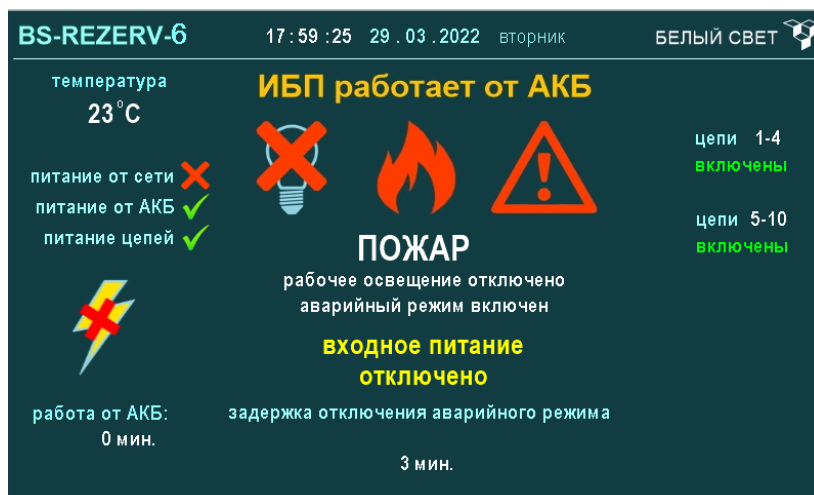 BS-REZERV-6 17:59:25 29.03.2022 вторник БЕЛЫЙ СВЕТ
температура
23°C
ИБП работает от АКБ
питание от сети
питание от АКБ
питание цепей
цепи 1-4
включены
цепи 5-10
включены
ПОЖАР
рабочее освещение отключено
аварийный режим включен
входное питание
отключено
работа от АКБ:
0 мин.
задержка отключения аварийного режима
3 мин.